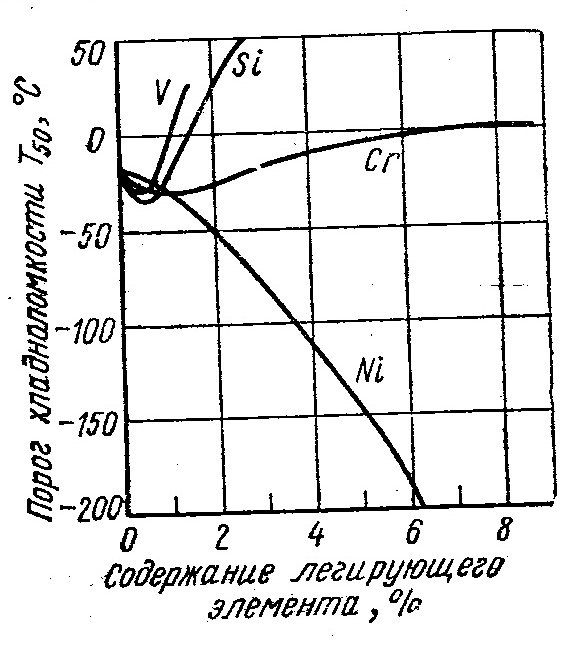 Порог хладноломкости T50, °C
50
0
-50
-100
-150
-200
V
Si
Cr
Ni
0 2 4 6 8
Содержание легирующего
элемента, %